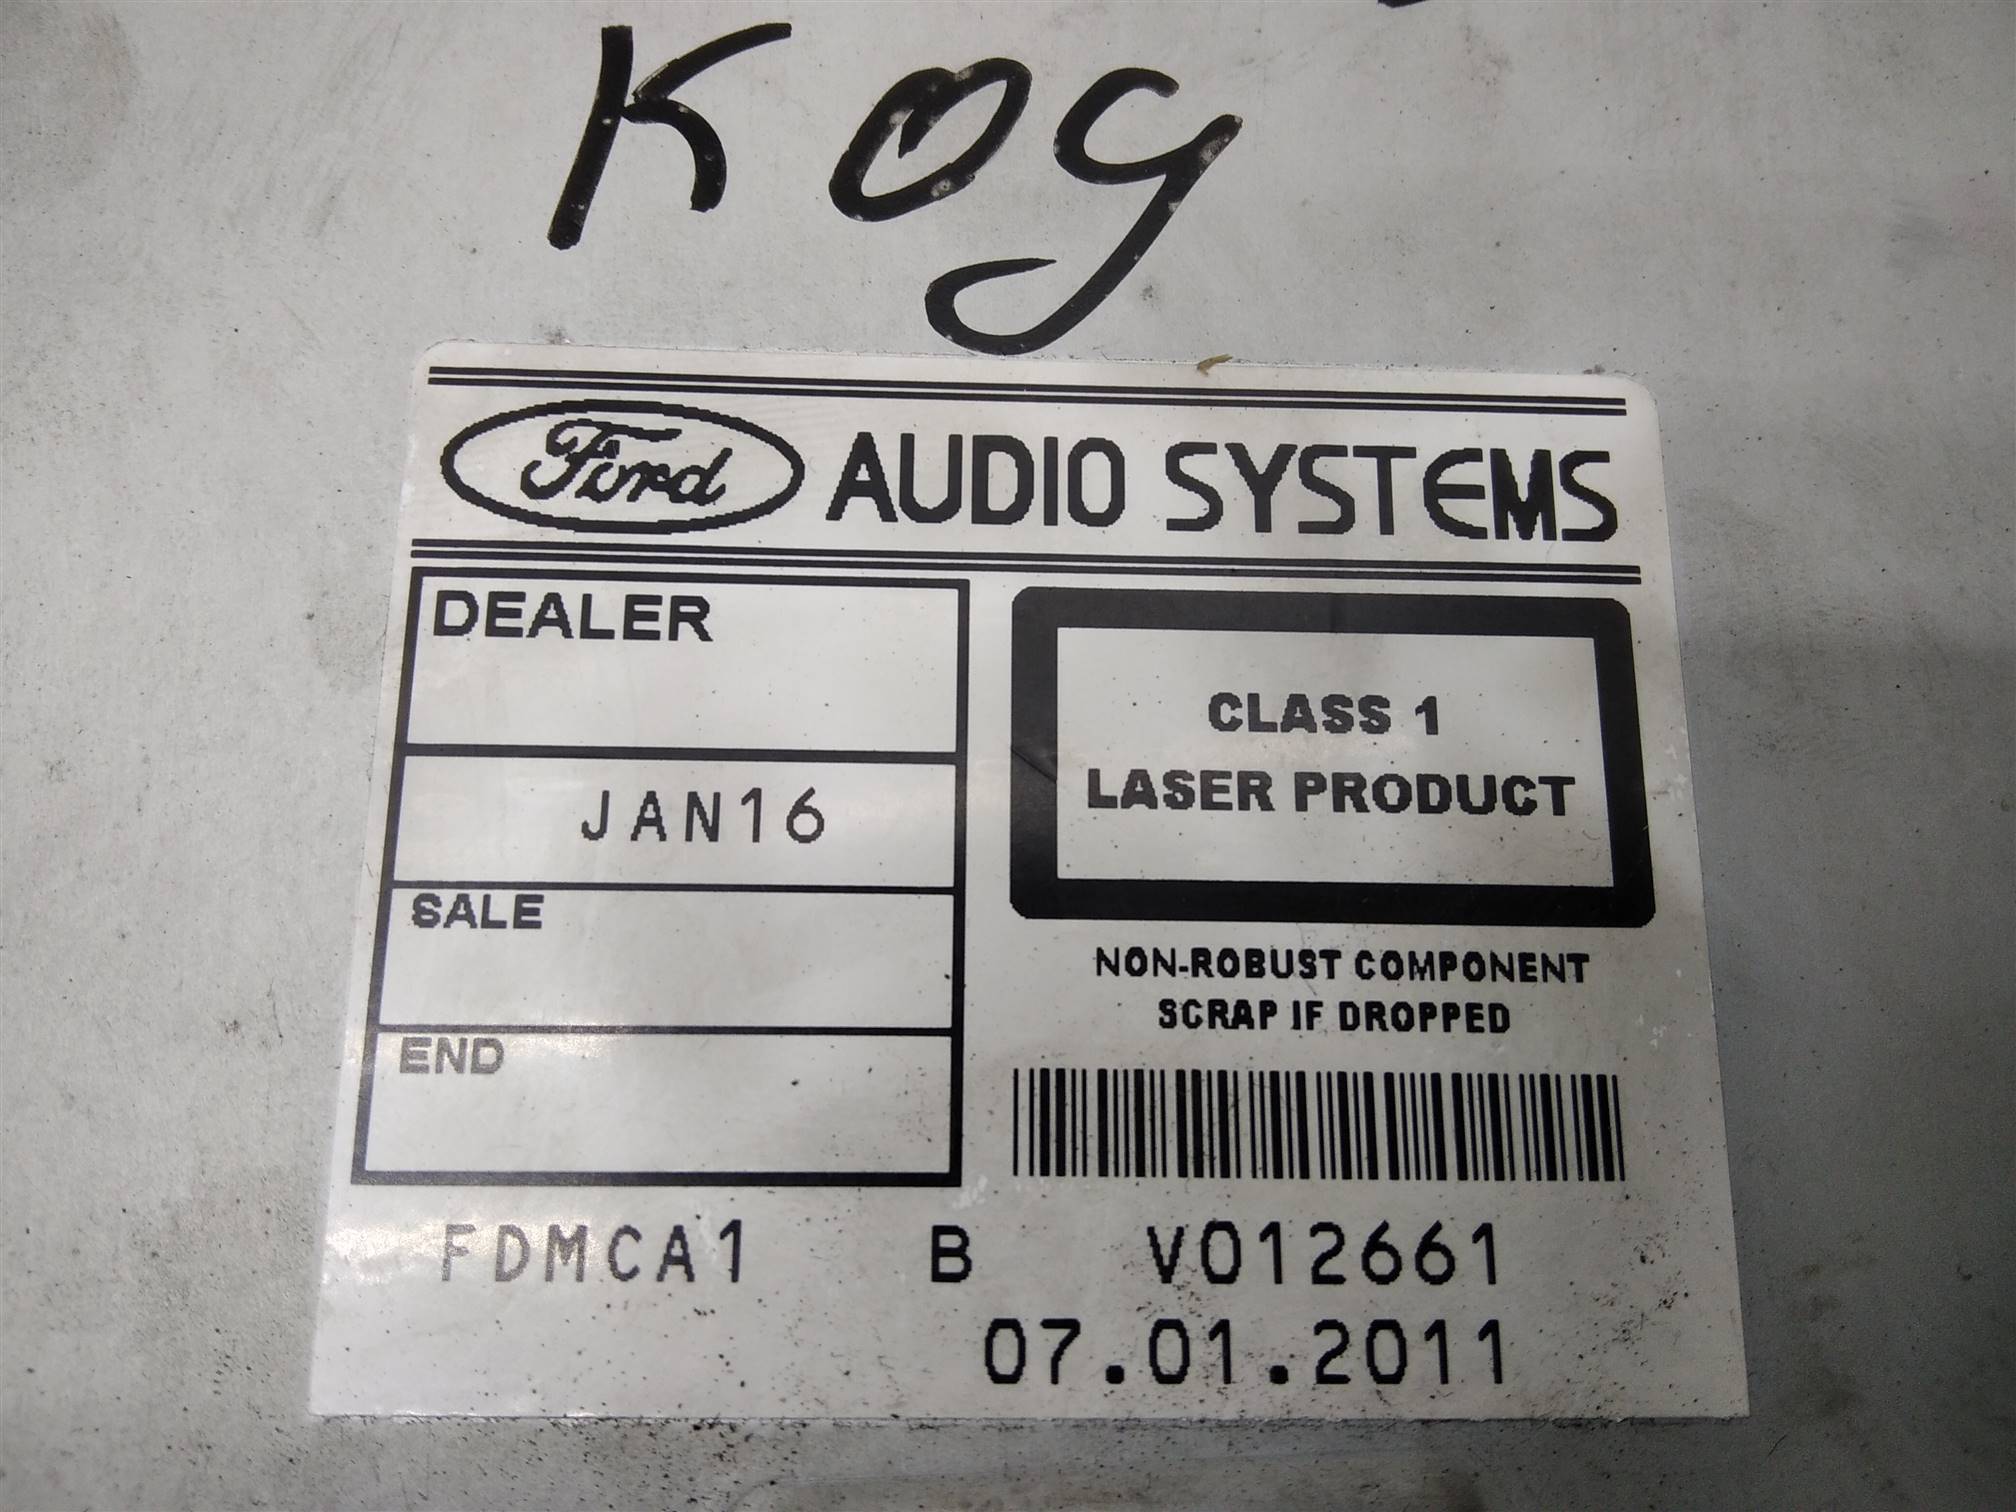 код
Ford AUDIO SYSTEMS
DEALER
JAN16
SALE
END
CLASS 1
LASER PRODUCT
NON-ROBUST COMPONENT
SCRAP IF DROPPED
FDMCA1 B V012661
07.01.2011